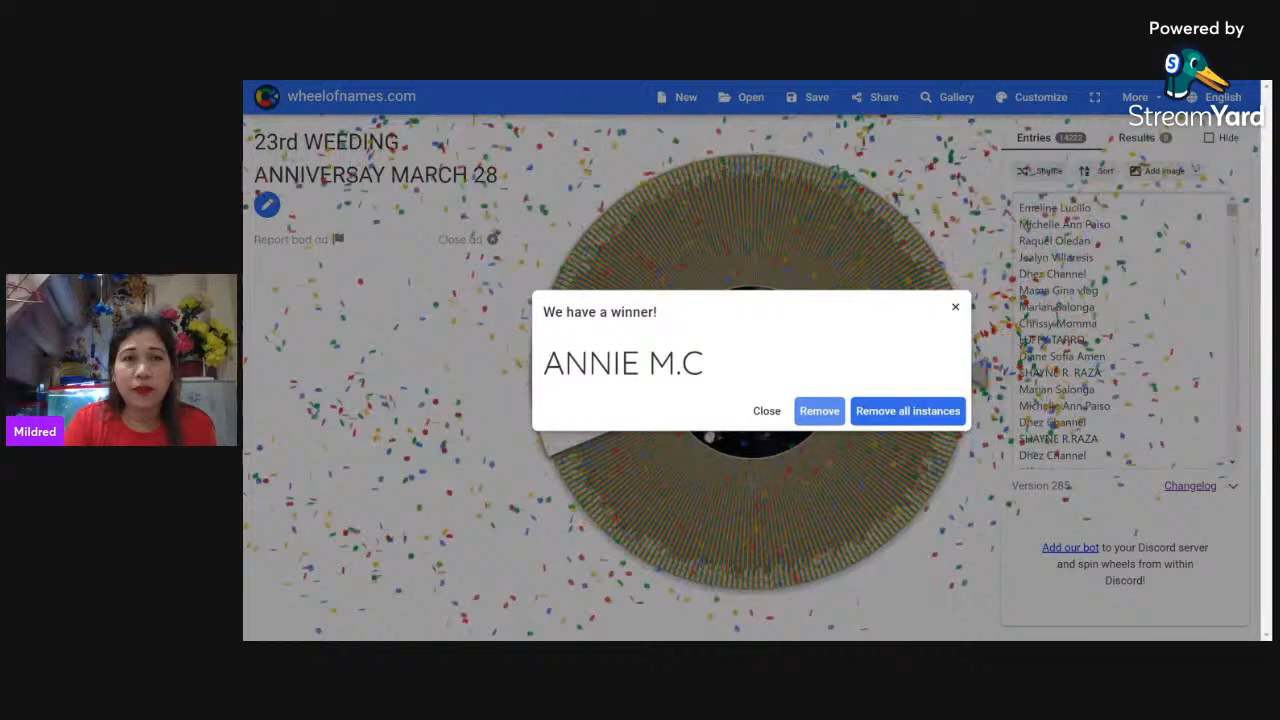 Powered by
StreamYard
wheelofnames.com
New
Open
Save
Share
Gallery
Customize
More
English
23rd WEEDING
ANNIVERSAY MARCH 28
Report bad ad
Close ad
Entries 14222
Results 0
Hide
Shuffle
Sort
Add image
Emeline Lucillo
Michelle Ann Paiso
Raquel Oledan
Jealyn Villaresis
Dhez Channel
Mama Gina vlog
Marian Salonga
Chrissy Momma
Diane Sofia Amen
SHAYNE R. RAZA
Marian Salonga
Michelle Ann Paiso
Dhez Channel
SHAYNE R.RAZA
Dhez Channel
Version 285
Changelog
Add our bot to your Discord server
and spin wheels from within
Discord!
We have a winner!
ANNIE M.C
Close
Remove
Remove all instances
Mildred